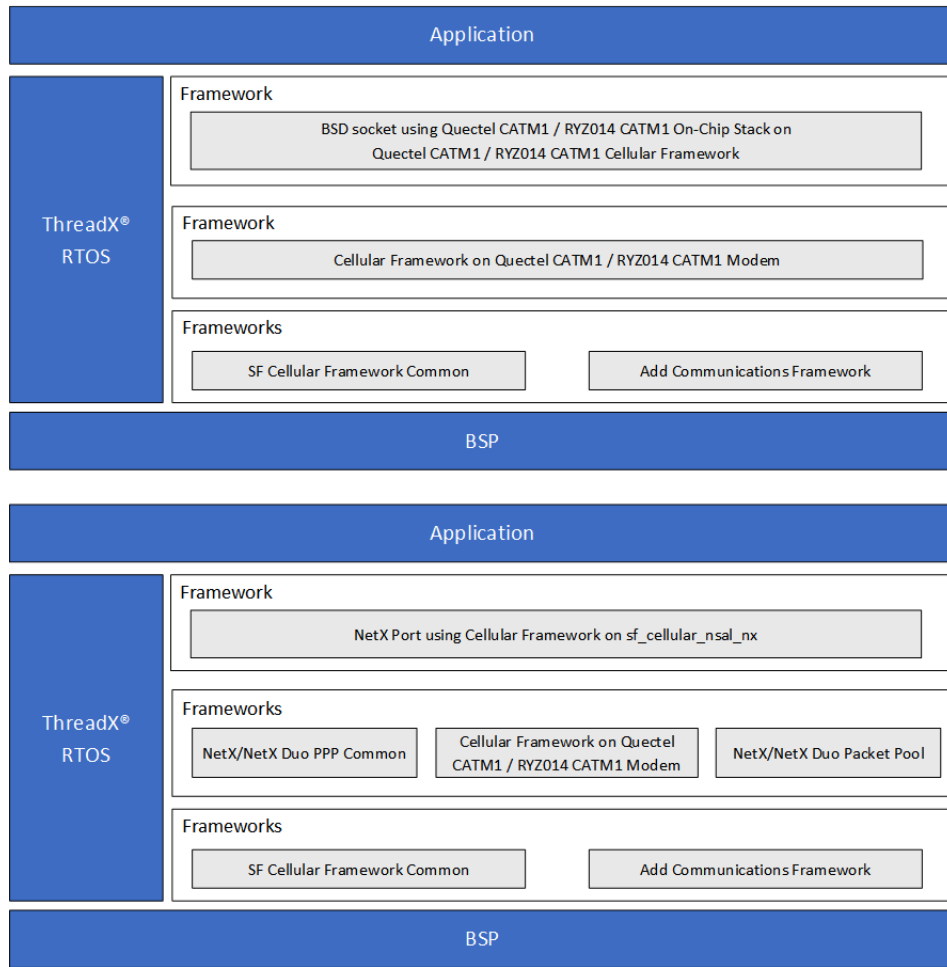 Application
Framework
BSD socket using Quectel CATM1 / RYZ014 CATM1 On-Chip Stack on
Quectel CATM1 / RYZ014 CATM1 Cellular Framework
ThreadX®
RTOS
Framework
Cellular Framework on Quectel CATM1 / RYZ014 CATM1 Modem
Frameworks
SF Cellular Framework Common
Add Communications Framework
BSP
Application
Framework
NetX Port using Cellular Framework on sf_cellular_nsal_nx
ThreadX®
RTOS
Frameworks
NetX/NetX Duo PPP Common
Cellular Framework on Quectel
CATM1 / RYZ014 CATM1 Modem
NetX/NetX Duo Packet Pool
Frameworks
SF Cellular Framework Common
Add Communications Framework
BSP